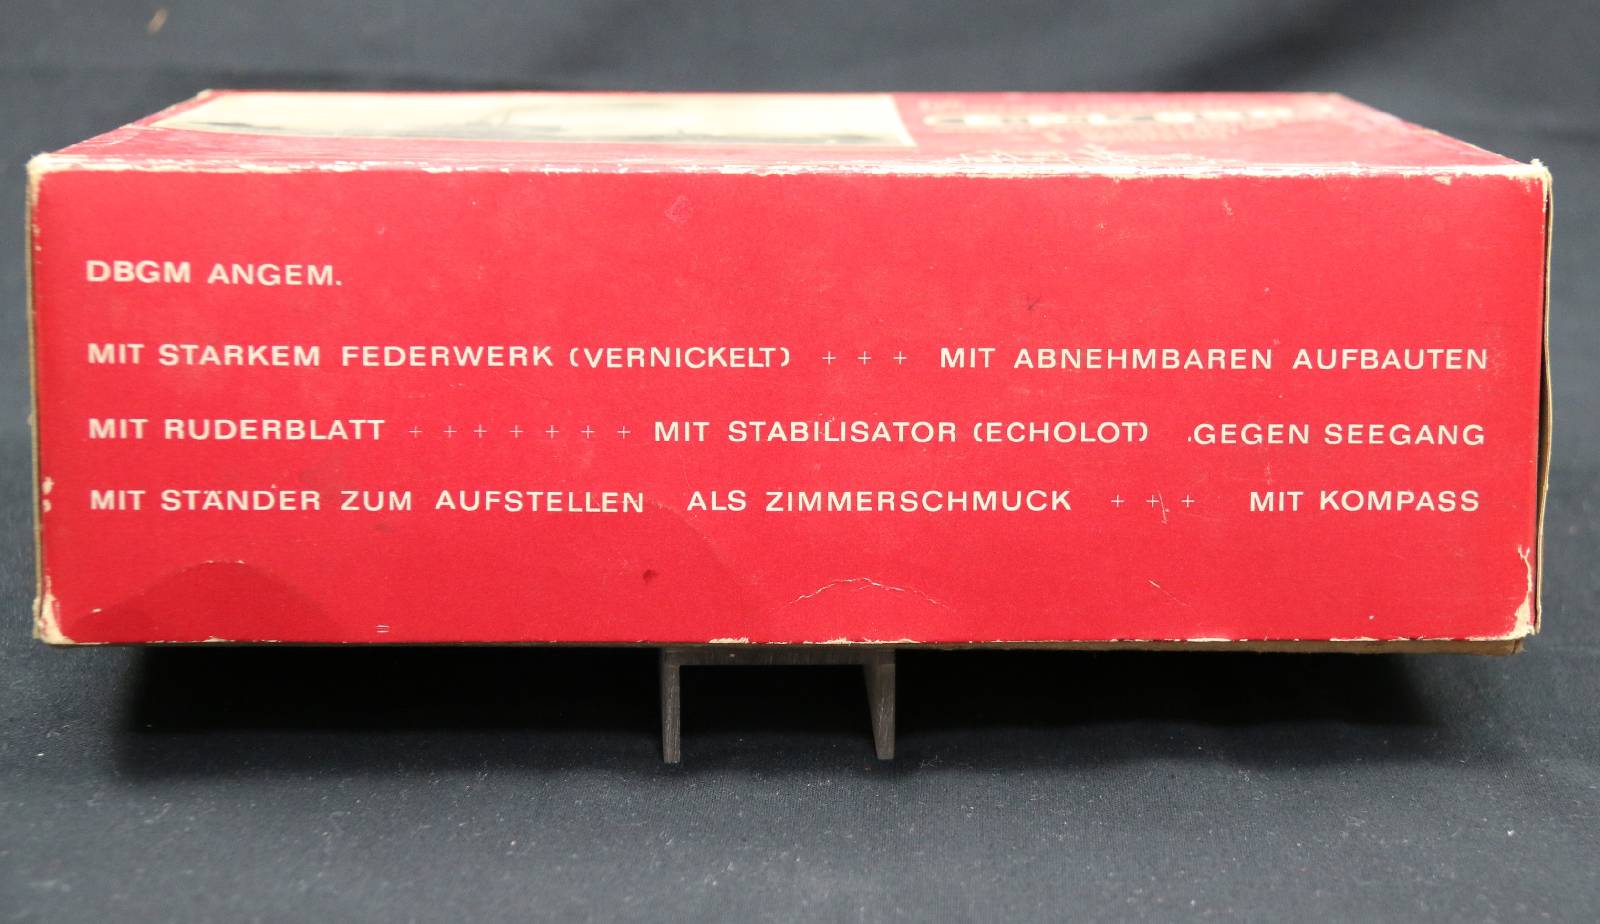 DBGM ANGEM.
MIT STARKEM FEDERWERK (VERNICKELT) + + + MIT ABNEHMBAREN AUFBAUTEN
MIT RUDERBLATT + + + + + + + MIT STABILISATOR (ECHOLOT) GEGEN SEEGANG
MIT STÄNDER ZUM AUFSTELLEN ALS ZIMMERSCHMUCK + + + MIT KOMPASS